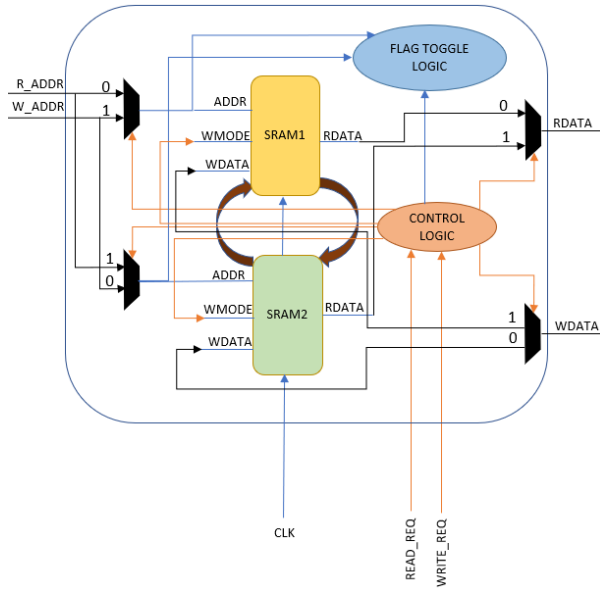 FLAG TOGGLE
LOGIC
R_ADDR
0
W_ADDR
1
ADDR
SRAM1
WMODE
RDATA
WDATA
0
1
RDATA
CONTROL
LOGIC
1
0
ADDR
SRAM2
WMODE
RDATA
WDATA
1
0
WDATA
CLK
READ_REQ
WRITE_REQ